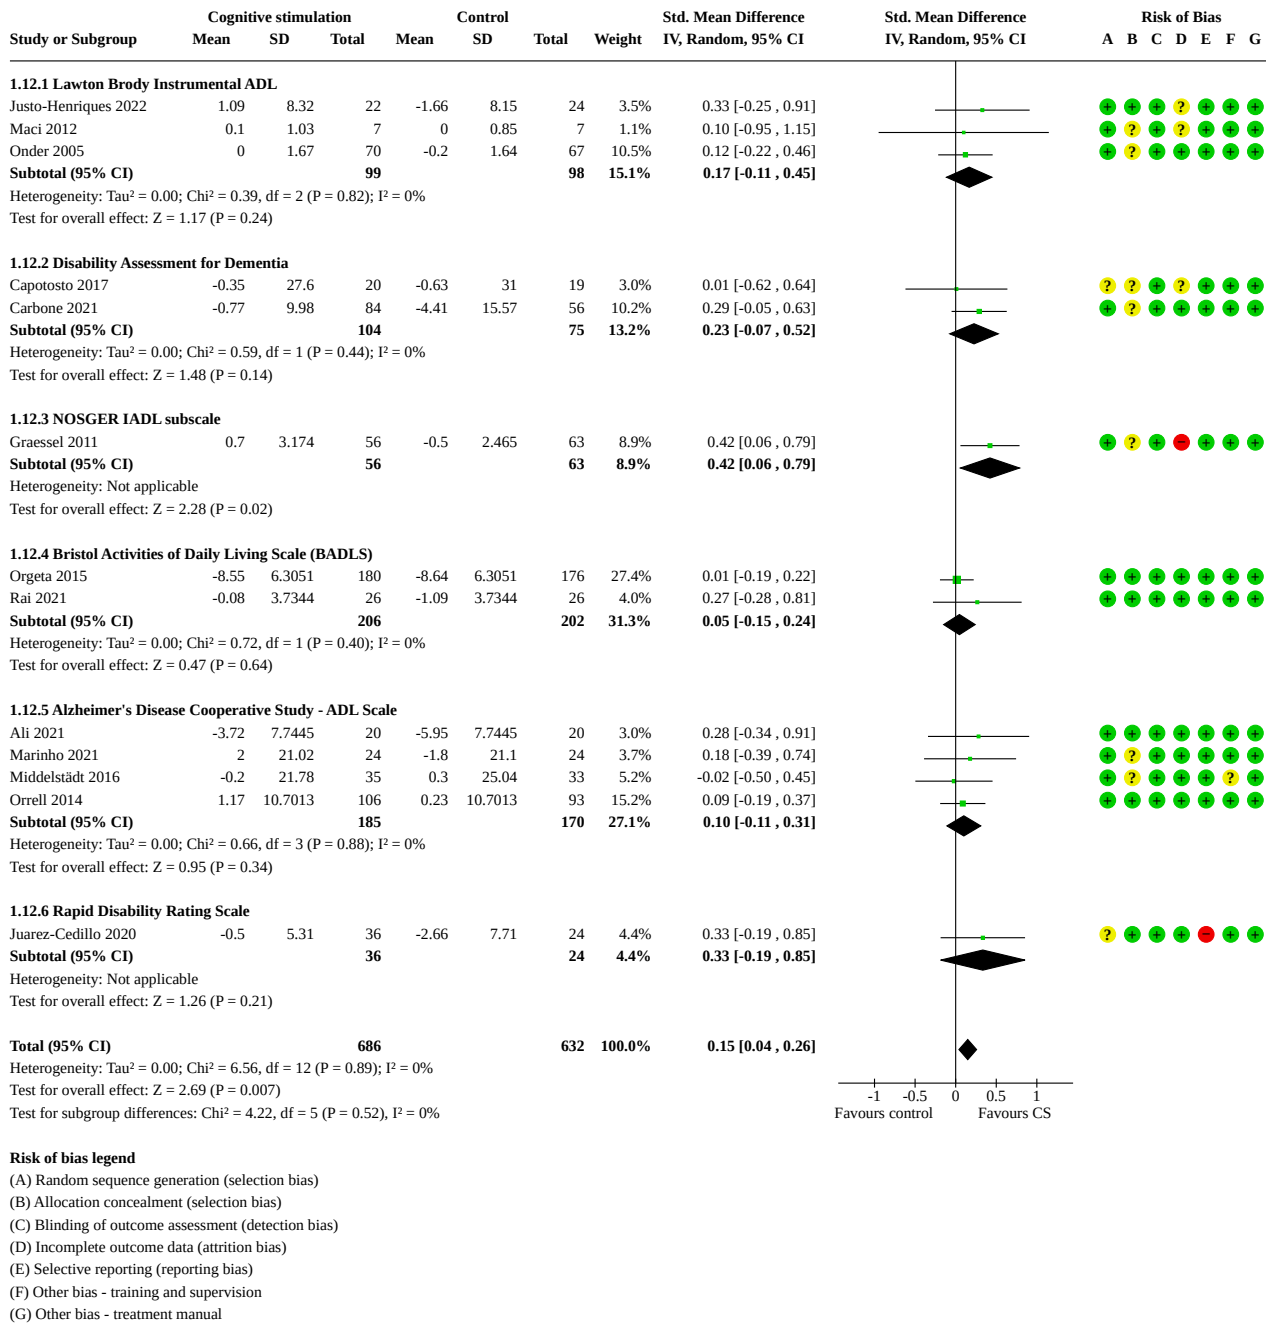 Cognitive stimulation Control Std. Mean Difference Std. Mean Difference Risk of Bias
Study or Subgroup Mean SD Total Mean SD Total Weight IV, Random, 95% CI IV, Random, 95% CI A B C D E F G
1.12.1 Lawton Brody Instrumental ADL
Justo-Henriques 2022 1.09 8.32 22 -1.66 8.15 24 3.5% 0.33 [-0.25 , 0.91] + + + ? + + +
Maci 2012 0.1 1.03 7 0 0.85 7 1.1% 0.10 [-0.95 , 1.15] + ? + ? + + +
Onder 2005 0 1.67 70 -0.2 1.64 67 10.5% 0.12 [-0.22 , 0.46] + ? + + + + +
Subtotal (95% CI) 99 98 15.1% 0.17 [-0.11 , 0.45]
Heterogeneity: Tau² = 0.00; Chi² = 0.39, df = 2 (P = 0.82); I² = 0%
Test for overall effect: Z = 1.17 (P = 0.24)
1.12.2 Disability Assessment for Dementia
Capotosto 2017 -0.35 27.6 20 -0.63 31 19 3.0% 0.01 [-0.62 , 0.64] ? ? + ? + + +
Carbone 2021 -0.77 9.98 84 -4.41 15.57 56 10.2% 0.29 [-0.05 , 0.63] + ? + + + + +
Subtotal (95% CI) 104 75 13.2% 0.23 [-0.07 , 0.52]
Heterogeneity: Tau² = 0.00; Chi² = 0.59, df = 1 (P = 0.44); I² = 0%
Test for overall effect: Z = 1.48 (P = 0.14)
1.12.3 NOSGER IADL subscale
Graessel 2011 0.7 3.174 56 -0.5 2.465 63 8.9% 0.42 [0.06 , 0.79] + ? + − + + +
Subtotal (95% CI) 56 63 8.9% 0.42 [0.06 , 0.79]
Heterogeneity: Not applicable
Test for overall effect: Z = 2.28 (P = 0.02)
1.12.4 Bristol Activities of Daily Living Scale (BADLS)
Orgeta 2015 -8.55 6.3051 180 -8.64 6.3051 176 27.4% 0.01 [-0.19 , 0.22] + + + + + + +
Rai 2021 -0.08 3.7344 26 -1.09 3.7344 26 4.0% 0.27 [-0.28 , 0.81] + + + + + + +
Subtotal (95% CI) 206 202 31.3% 0.05 [-0.15 , 0.24]
Heterogeneity: Tau² = 0.00; Chi² = 0.72, df = 1 (P = 0.40); I² = 0%
Test for overall effect: Z = 0.47 (P = 0.64)
1.12.5 Alzheimer's Disease Cooperative Study - ADL Scale
Ali 2021 -3.72 7.7445 20 -5.95 7.7445 20 3.0% 0.28 [-0.34 , 0.91] + + + + + + +
Marinho 2021 2 21.02 24 -1.8 21.1 24 3.7% 0.18 [-0.39 , 0.74] + ? + + + + +
Middelstädt 2016 -0.2 21.78 35 0.3 25.04 33 5.2% -0.02 [-0.50 , 0.45] + ? + + + ? +
Orrell 2014 1.17 10.7013 106 0.23 10.7013 93 15.2% 0.09 [-0.19 , 0.37] + + + + + + +
Subtotal (95% CI) 185 170 27.1% 0.10 [-0.11 , 0.31]
Heterogeneity: Tau² = 0.00; Chi² = 0.66, df = 3 (P = 0.88); I² = 0%
Test for overall effect: Z = 0.95 (P = 0.34)
1.12.6 Rapid Disability Rating Scale
Juarez-Cedillo 2020 -0.5 5.31 36 -2.66 7.71 24 4.4% 0.33 [-0.19 , 0.85] ? + + + − + +
Subtotal (95% CI) 36 24 4.4% 0.33 [-0.19 , 0.85]
Heterogeneity: Not applicable
Test for overall effect: Z = 1.26 (P = 0.21)
Total (95% CI) 686 632 100.0% 0.15 [0.04 , 0.26]
Heterogeneity: Tau² = 0.00; Chi² = 6.56, df = 12 (P = 0.89); I² = 0%
Test for overall effect: Z = 2.69 (P = 0.007)
-1 -0.5 0 0.5 1
Test for subgroup differences: Chi² = 4.22, df = 5 (P = 0.52), I² = 0%
Favours control Favours CS
Risk of bias legend
(A) Random sequence generation (selection bias)
(B) Allocation concealment (selection bias)
(C) Blinding of outcome assessment (detection bias)
(D) Incomplete outcome data (attrition bias)
(E) Selective reporting (reporting bias)
(F) Other bias - training and supervision
(G) Other bias - treatment manual